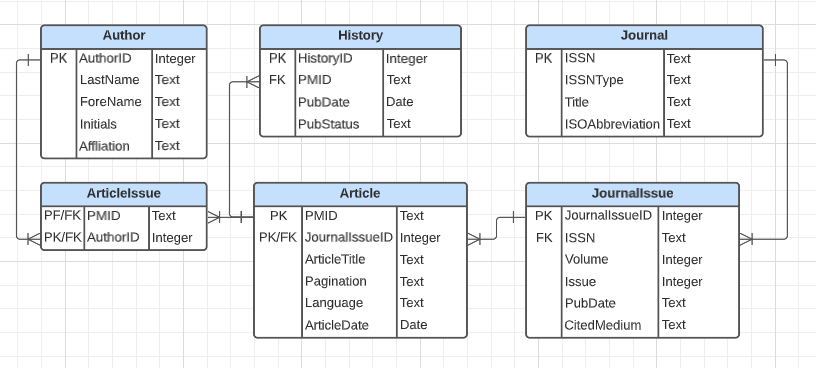 Author
PK AuthorID Integer
LastName Text
ForeName Text
Initials Text
Affliation Text
History
PK HistoryID Integer
FK PMID Text
PubDate Date
PubStatus Text
Journal
PK ISSN Text
ISSNType Text
Title Text
ISOAbbreviation Text
ArticleIssue
PF/FK PMID Text
PK/FK AuthorID Integer
Article
PK PMID Text
PK/FK JournalIssueID Integer
ArticleTitle Text
Pagination Text
Language Text
ArticleDate Date
JournalIssue
PK JournalIssueID Integer
FK ISSN Text
Volume Integer
Issue Integer
PubDate Text
CitedMedium Text